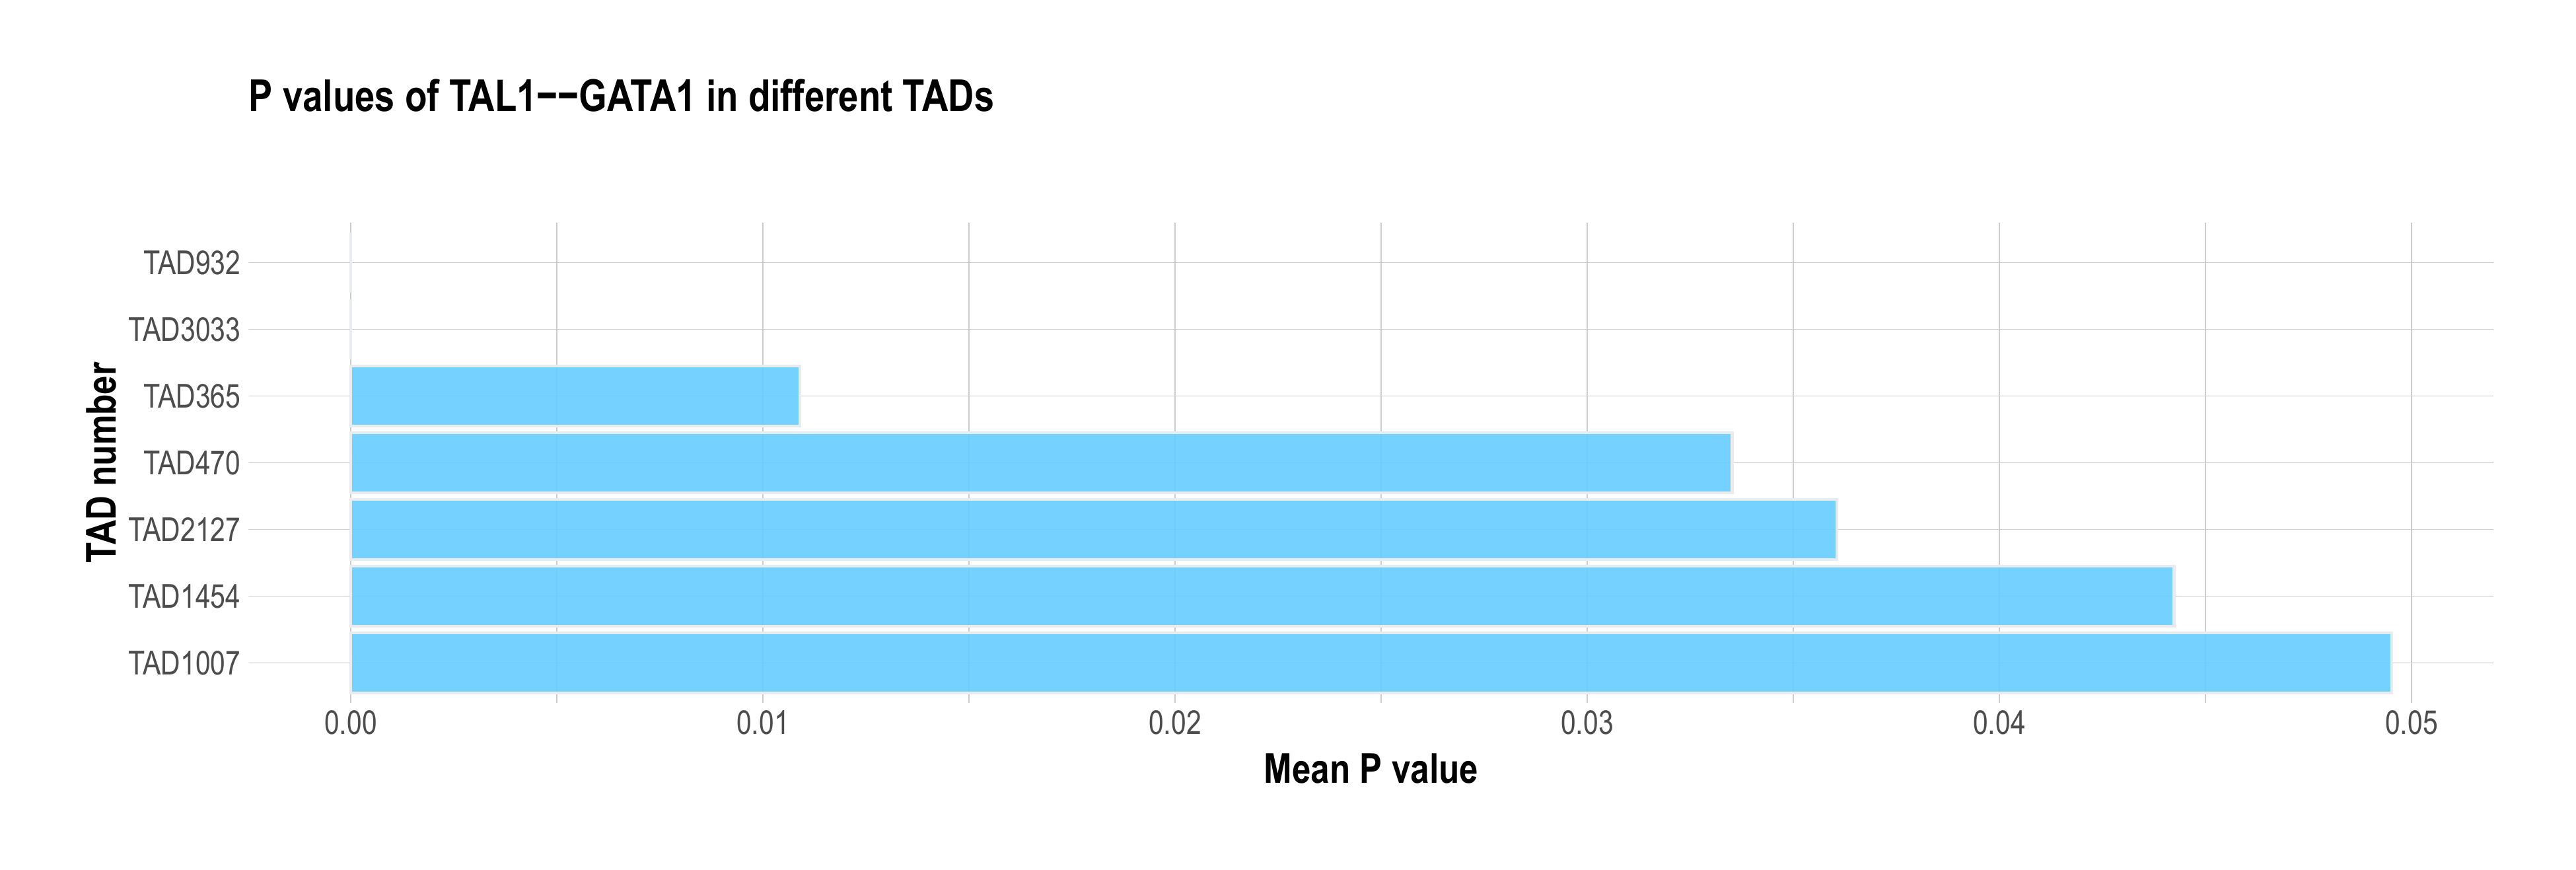 P values of TAL1−−GATA1 in different TADs
TAD number
TAD932
TAD3033
TAD365
TAD470
TAD2127
TAD1454
TAD1007
0.00 0.01 0.02 0.03 0.04 0.05
Mean P value